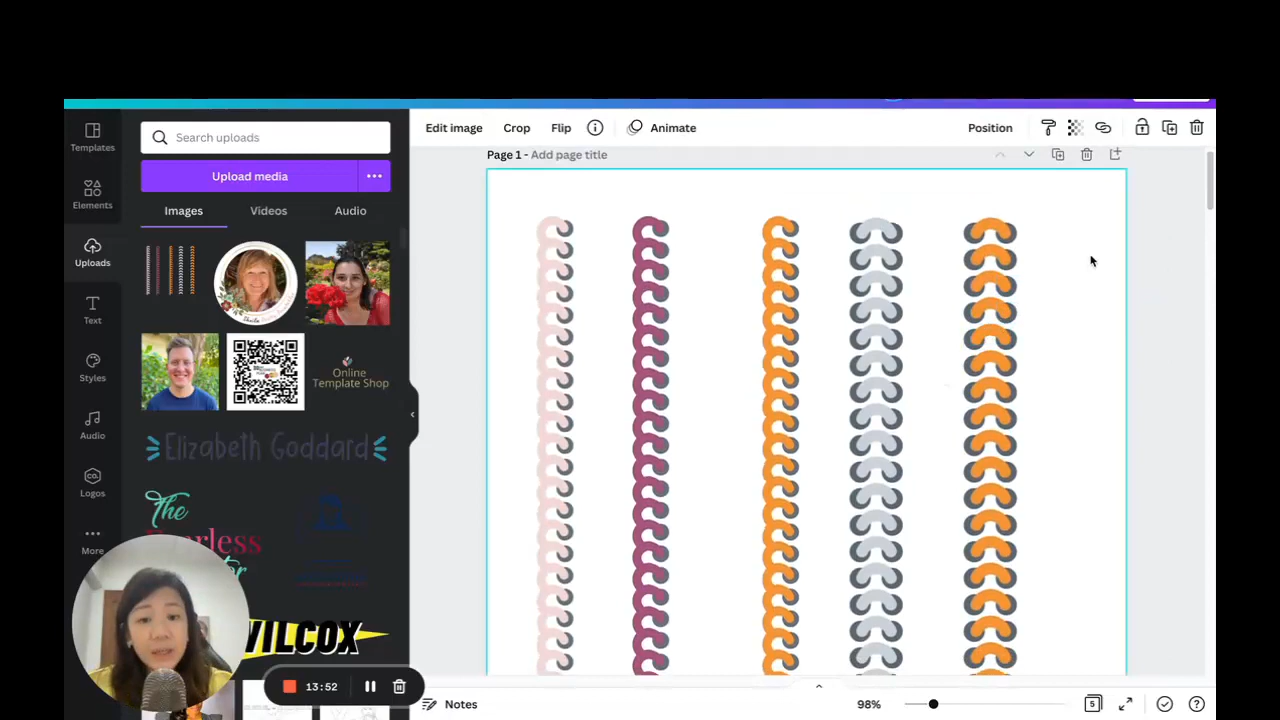 Edit image Crop Flip Animate Position
Templates
Elements
Uploads
Text
Styles
Audio
Logos
More
Search uploads
Upload media
Images Videos Audio
Online
Template Shop
Elizabeth Goddard
The
VILCOX
Page 1 - Add page title
13:52
Notes
98%
5